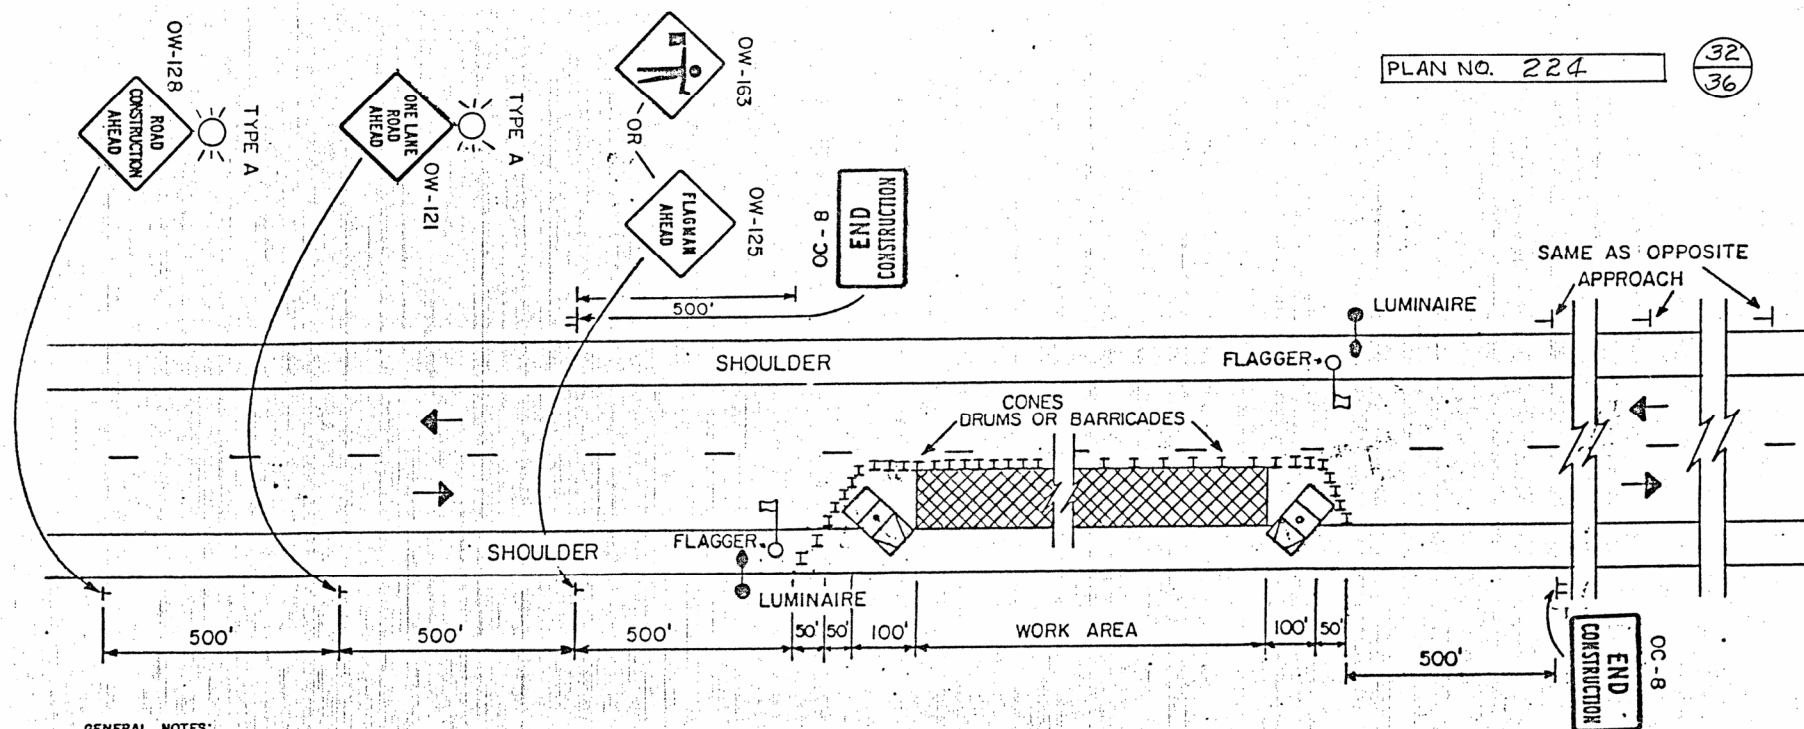 PLAN NO. 224
32
36
OW-128
TYPE A
ROAD
CONSTRUCTION
AHEAD
TYPE A
ONE LANE
ROAD
AHEAD
OW-121
OW-163
OR
OW-125
FLAGMAN
AHEAD
OC-8
END
CONSTRUCTION
500'
SAME AS OPPOSITE
APPROACH
LUMINAIRE
SHOULDER
FLAGGER
CONES
DRUMS OR BARRICADES
SHOULDER
FLAGGER
LUMINAIRE
500'
500'
500'
50'
50'
100'
WORK AREA
100'
50'
500'
OC-8
END
CONSTRUCTION
GENERAL NOTES: